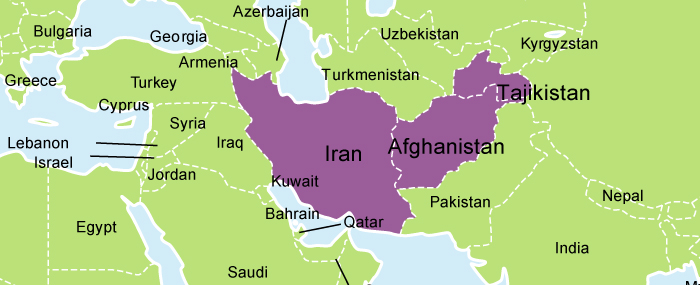 Azerbaijan
Bulgaria
Georgia
Uzbekistan
Kyrgyzstan
Armenia
Greece
Turkey
Turkmenistan
Tajikistan
Cyprus
Syria
Lebanon
Iraq
Iran
Afghanistan
Israel
Jordan
Kuwait
Pakistan
Nepal
Bahrain
Qatar
Egypt
India
Saudi